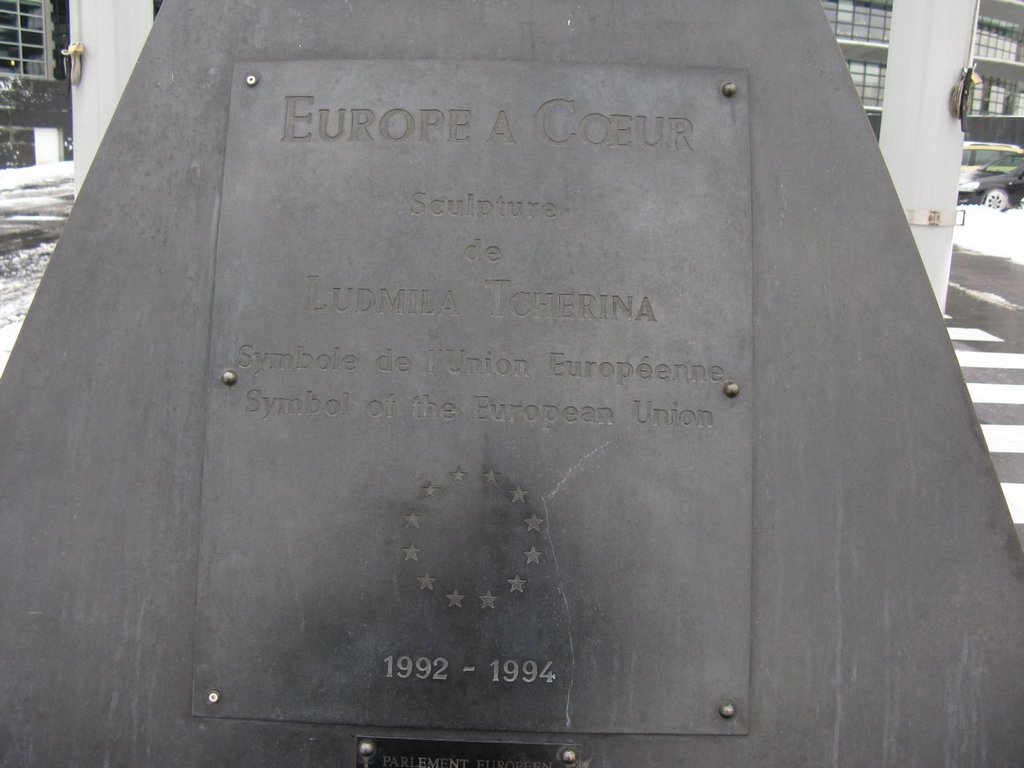 EUROPE A CŒUR
Sculpture
de
LUDMILA TCHERINA
Symbole de l'Union Européenne
Symbol of the European Union
1992 - 1994
PARLEMENT EUROPEEN